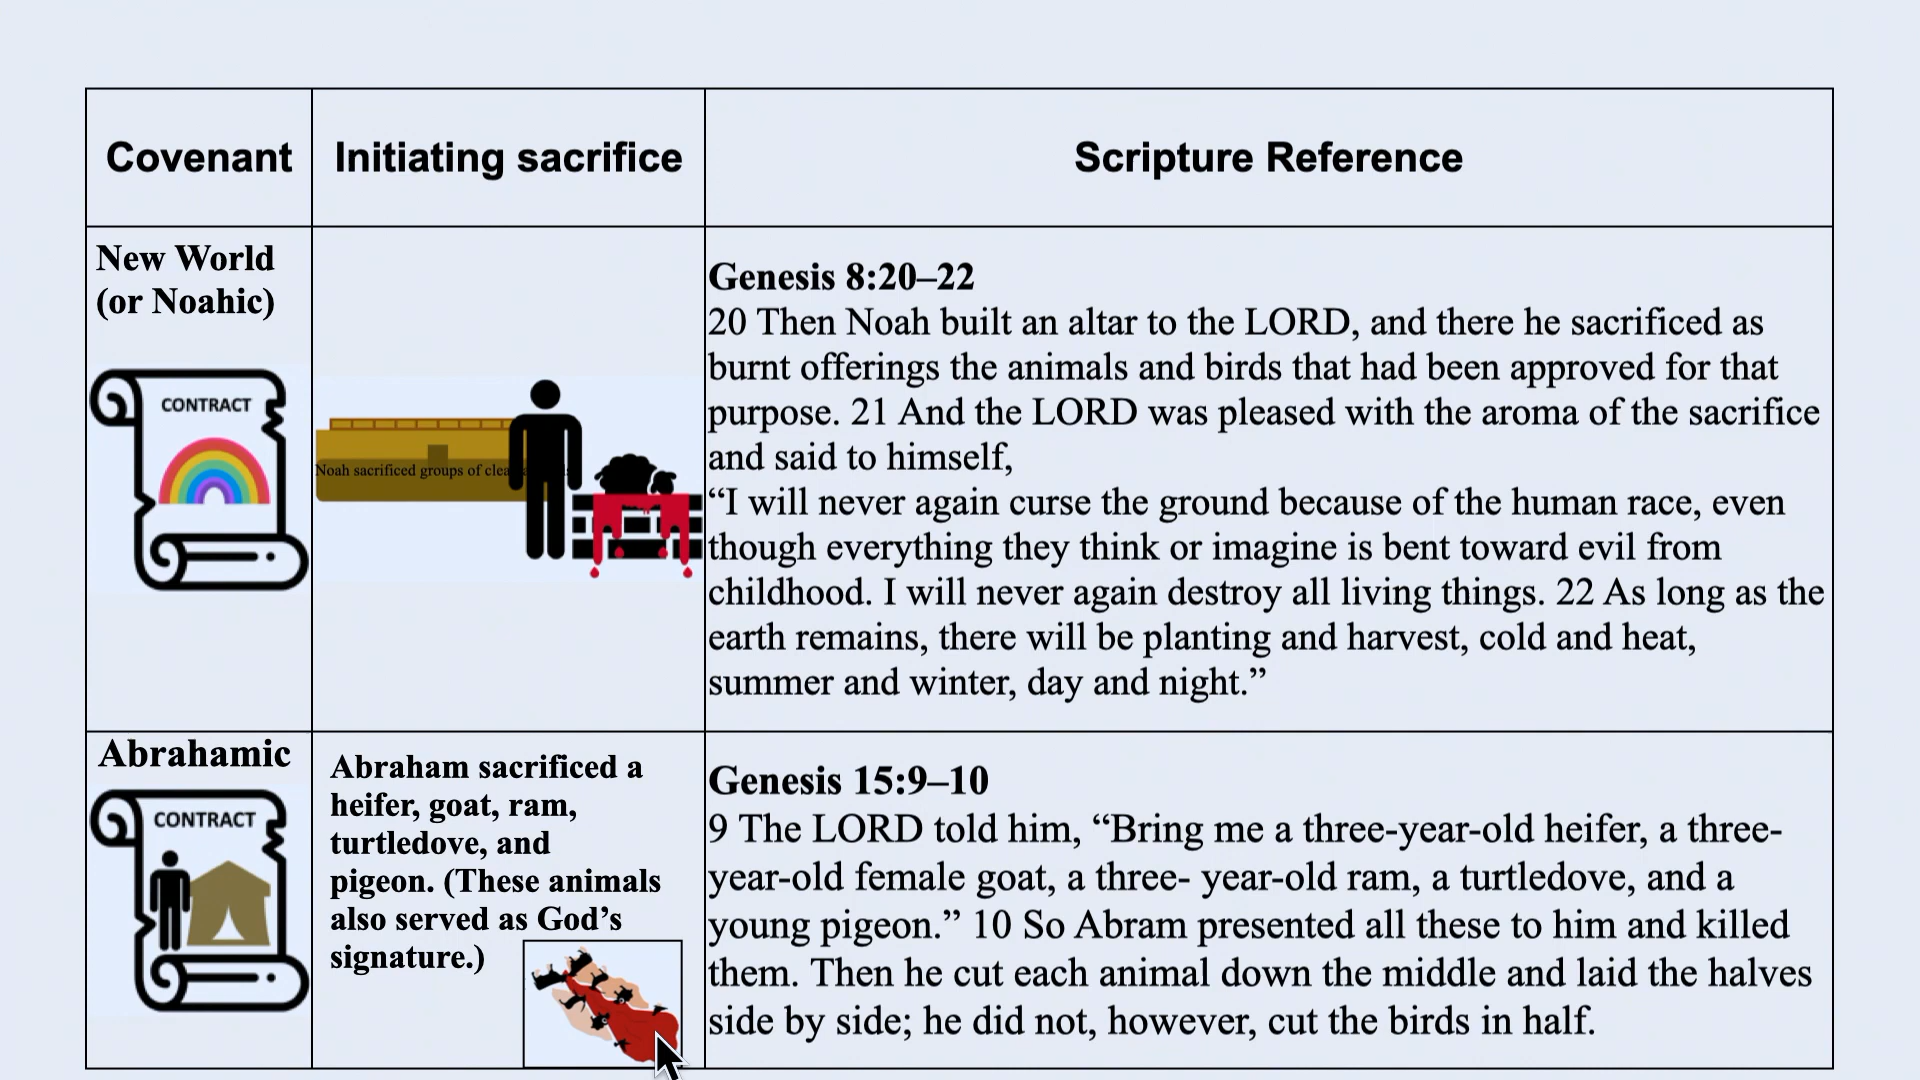 Covenant
Initiating sacrifice
Scripture Reference
New World
(or Noahic)
CONTRACT
Noah sacrificed groups of
Genesis 8:20–22
20 Then Noah built an altar to the LORD, and there he sacrificed as
burnt offerings the animals and birds that had been approved for that
purpose. 21 And the LORD was pleased with the aroma of the sacrifice
and said to himself,
“I will never again curse the ground because of the human race, even
though everything they think or imagine is bent toward evil from
childhood. I will never again destroy all living things. 22 As long as the
earth remains, there will be planting and harvest, cold and heat,
summer and winter, day and night.”
Abrahamic
CONTRACT
Abraham sacrificed a
heifer, goat, ram,
turtledove, and
pigeon. (These animals
also served as God’s
signature.)
Genesis 15:9–10
9 The LORD told him, “Bring me a three-year-old heifer, a three-
year-old female goat, a three- year-old ram, a turtledove, and a
young pigeon.” 10 So Abram presented all these to him and killed
them. Then he cut each animal down the middle and laid the halves
side by side; he did not, however, cut the birds in half.